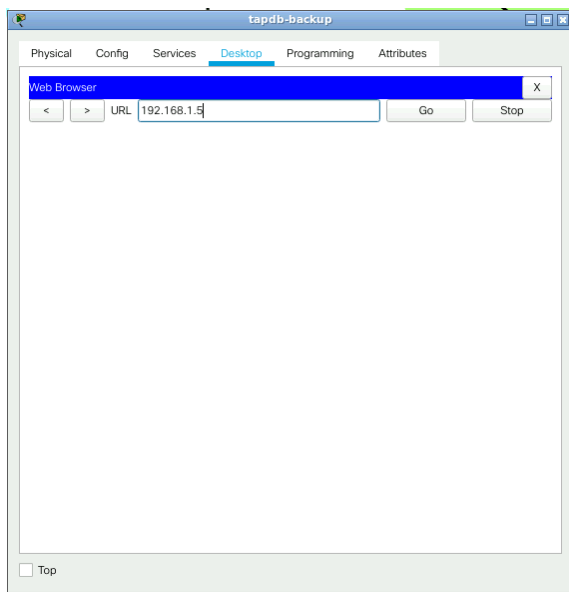 tapdb-backup
Physical Config Services Desktop Programming Attributes
Web Browser X
< > URL 192.168.1.5 Go Stop
Top